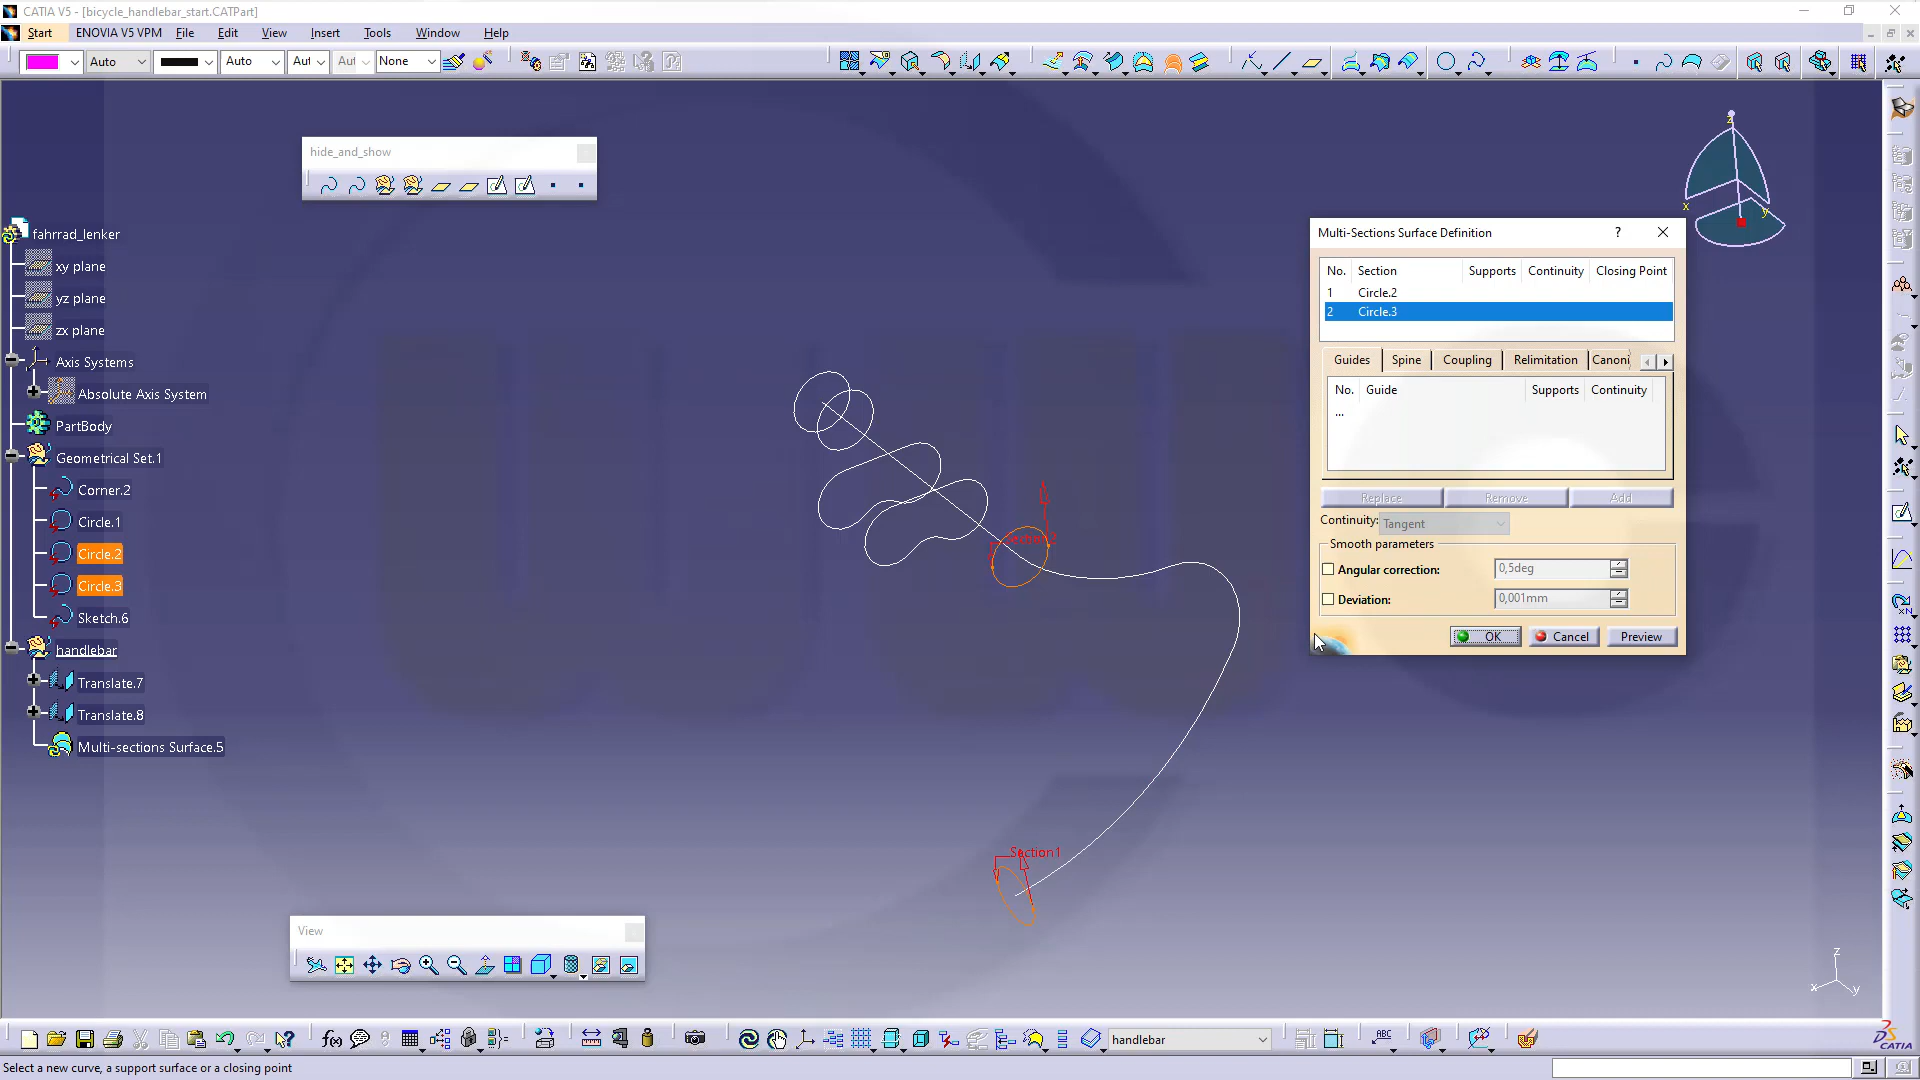 CATIA V5 - [bicycle_handlebar_start.CATPart]
Start ENOVIA V5 VPM File Edit View Insert Tools Window Help
Auto Auto Aut Aut None
hide_and_show
fahrrad_lenker
xy plane
yz plane
zx plane
Axis Systems
Absolute Axis System
PartBody
Geometrical Set.1
Corner.2
Circle.1
Circle.2
Circle.3
Sketch.6
handlebar
Translate.7
Translate.8
Multi-sections Surface.5
Section2
Section1
z
x
y
Multi-Sections Surface Definition ?
No. Section Supports Continuity Closing Point
1 Circle.2
2 Circle.3
Guides Spine Coupling Relimitation Canoni
No. Guide Supports Continuity
...
Replace Remove Add
Continuity: Tangent
Smooth parameters
Angular correction: 0,5deg
Deviation: 0,001mm
OK Cancel Preview
View
z
x
y
handlebar
CATIA
Select a new curve, a support surface or a closing point